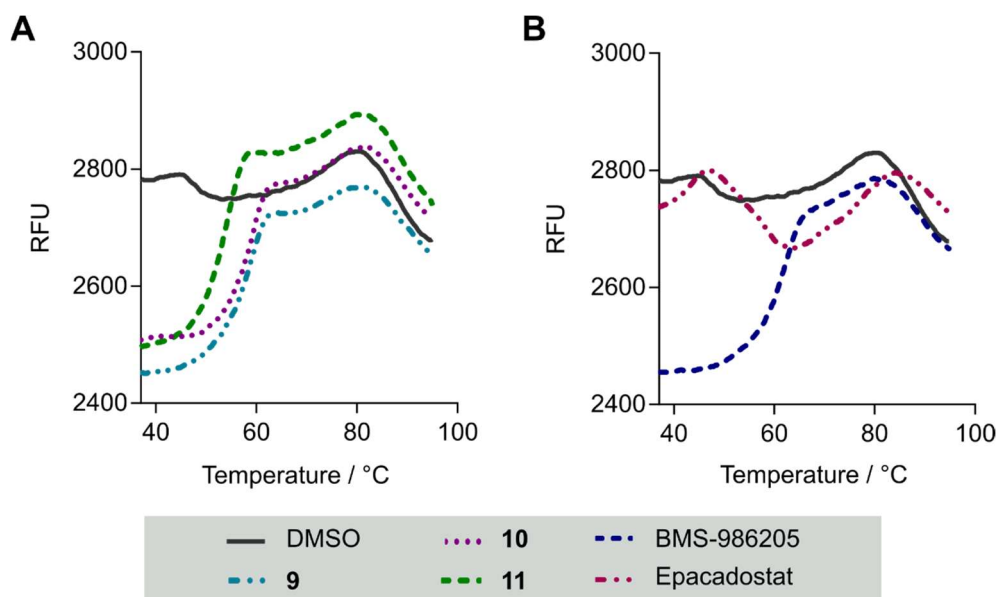 A
B
3000
2800
2600
2400
RFU
40 60 80 100
Temperature / °C
3000
2800
2600
2400
RFU
40 60 80 100
Temperature / °C
DMSO 10 BMS-986205
9 11 Epacadostat